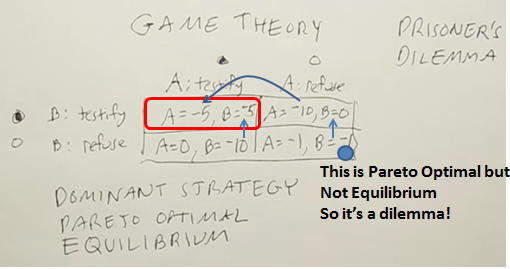 GAME THEORY
PRISONER'S
DILEMMA
A: testify A: refuse
B: testify A=-5, B=-5 A=-10, B=0
B: refuse A=0, B=-10 A=-1, B=-1
DOMINANT STRATEGY
PARETO OPTIMAL
EQUILIBRIUM
This is Pareto Optimal but
Not Equilibrium
So it's a dilemma!